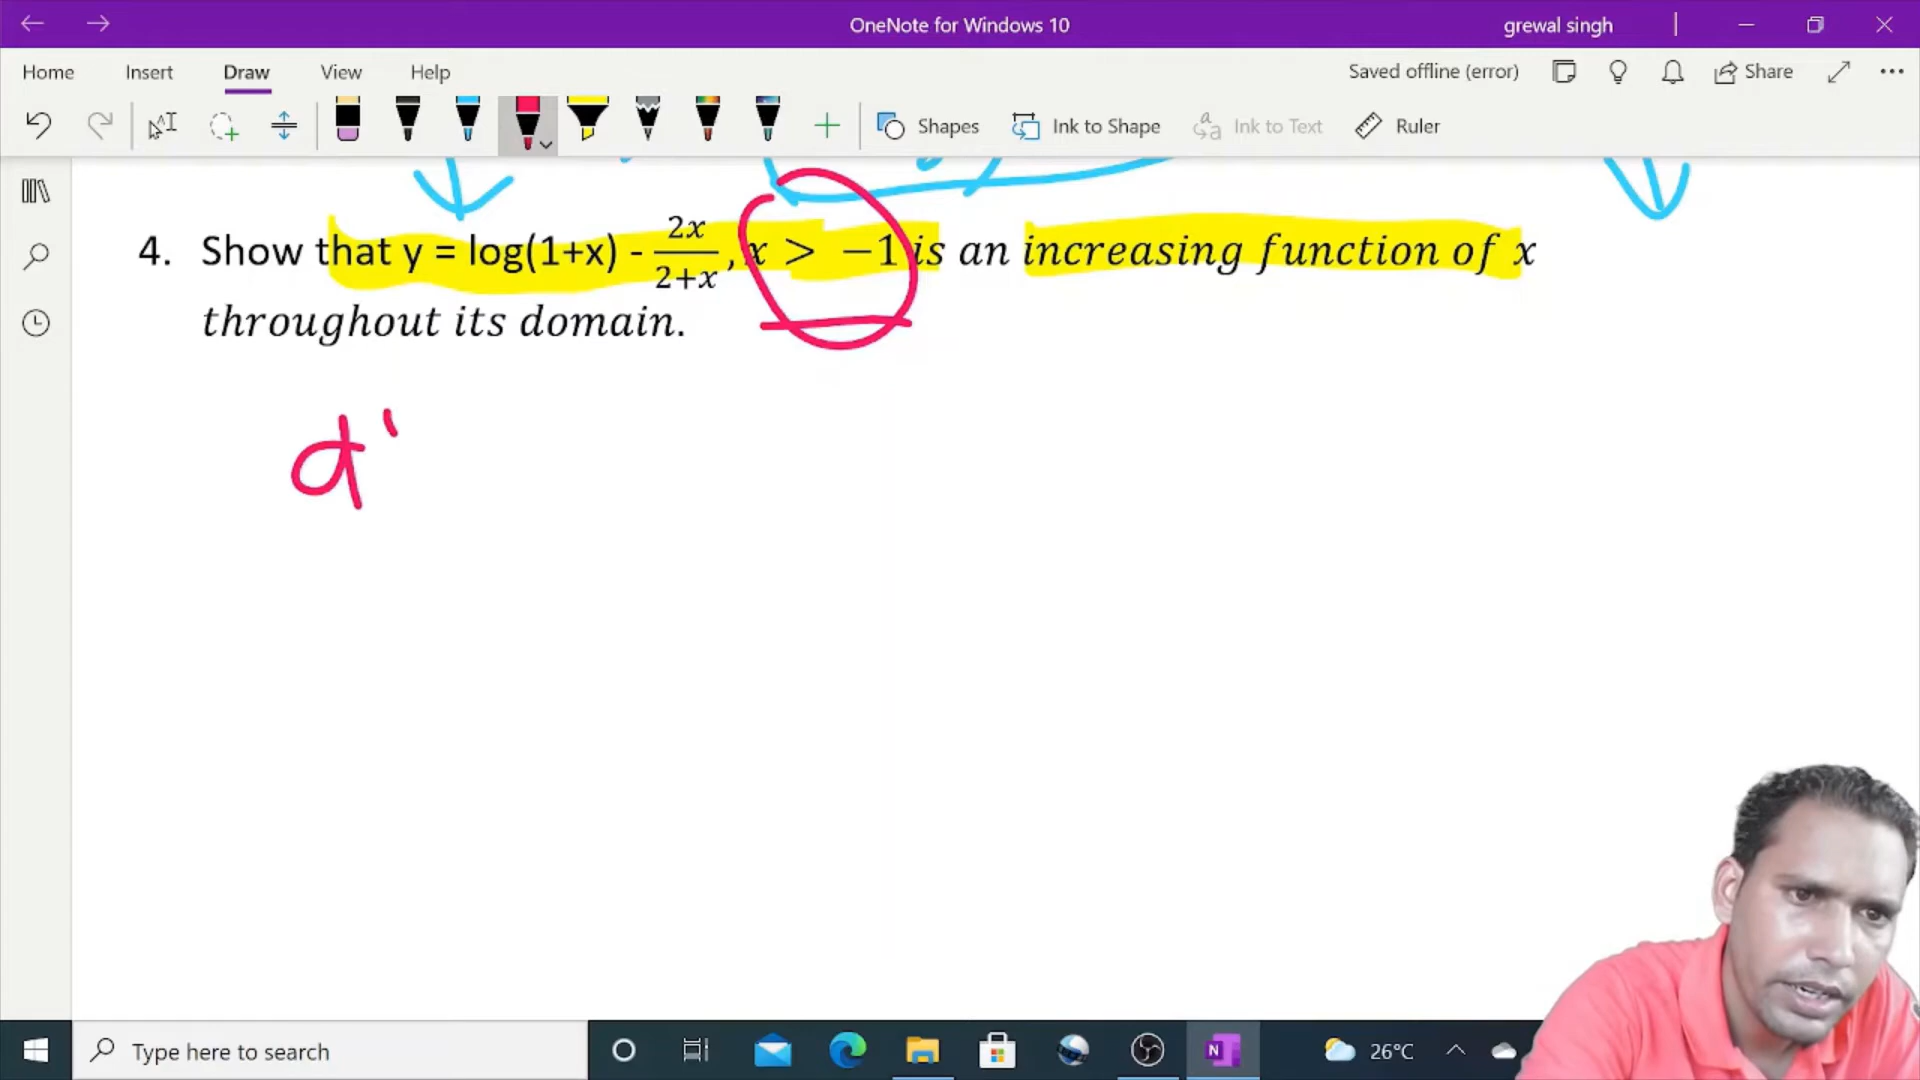 OneNote for Windows 10
grewal singh
Home Insert Draw View Help
Saved offline (error) Share
Shapes Ink to Shape Ink to Text Ruler
4. Show that y = log(1+x) - 2x/2+x, x > −1 is an increasing function of x
throughout its domain.
d'
Type here to search
26°C